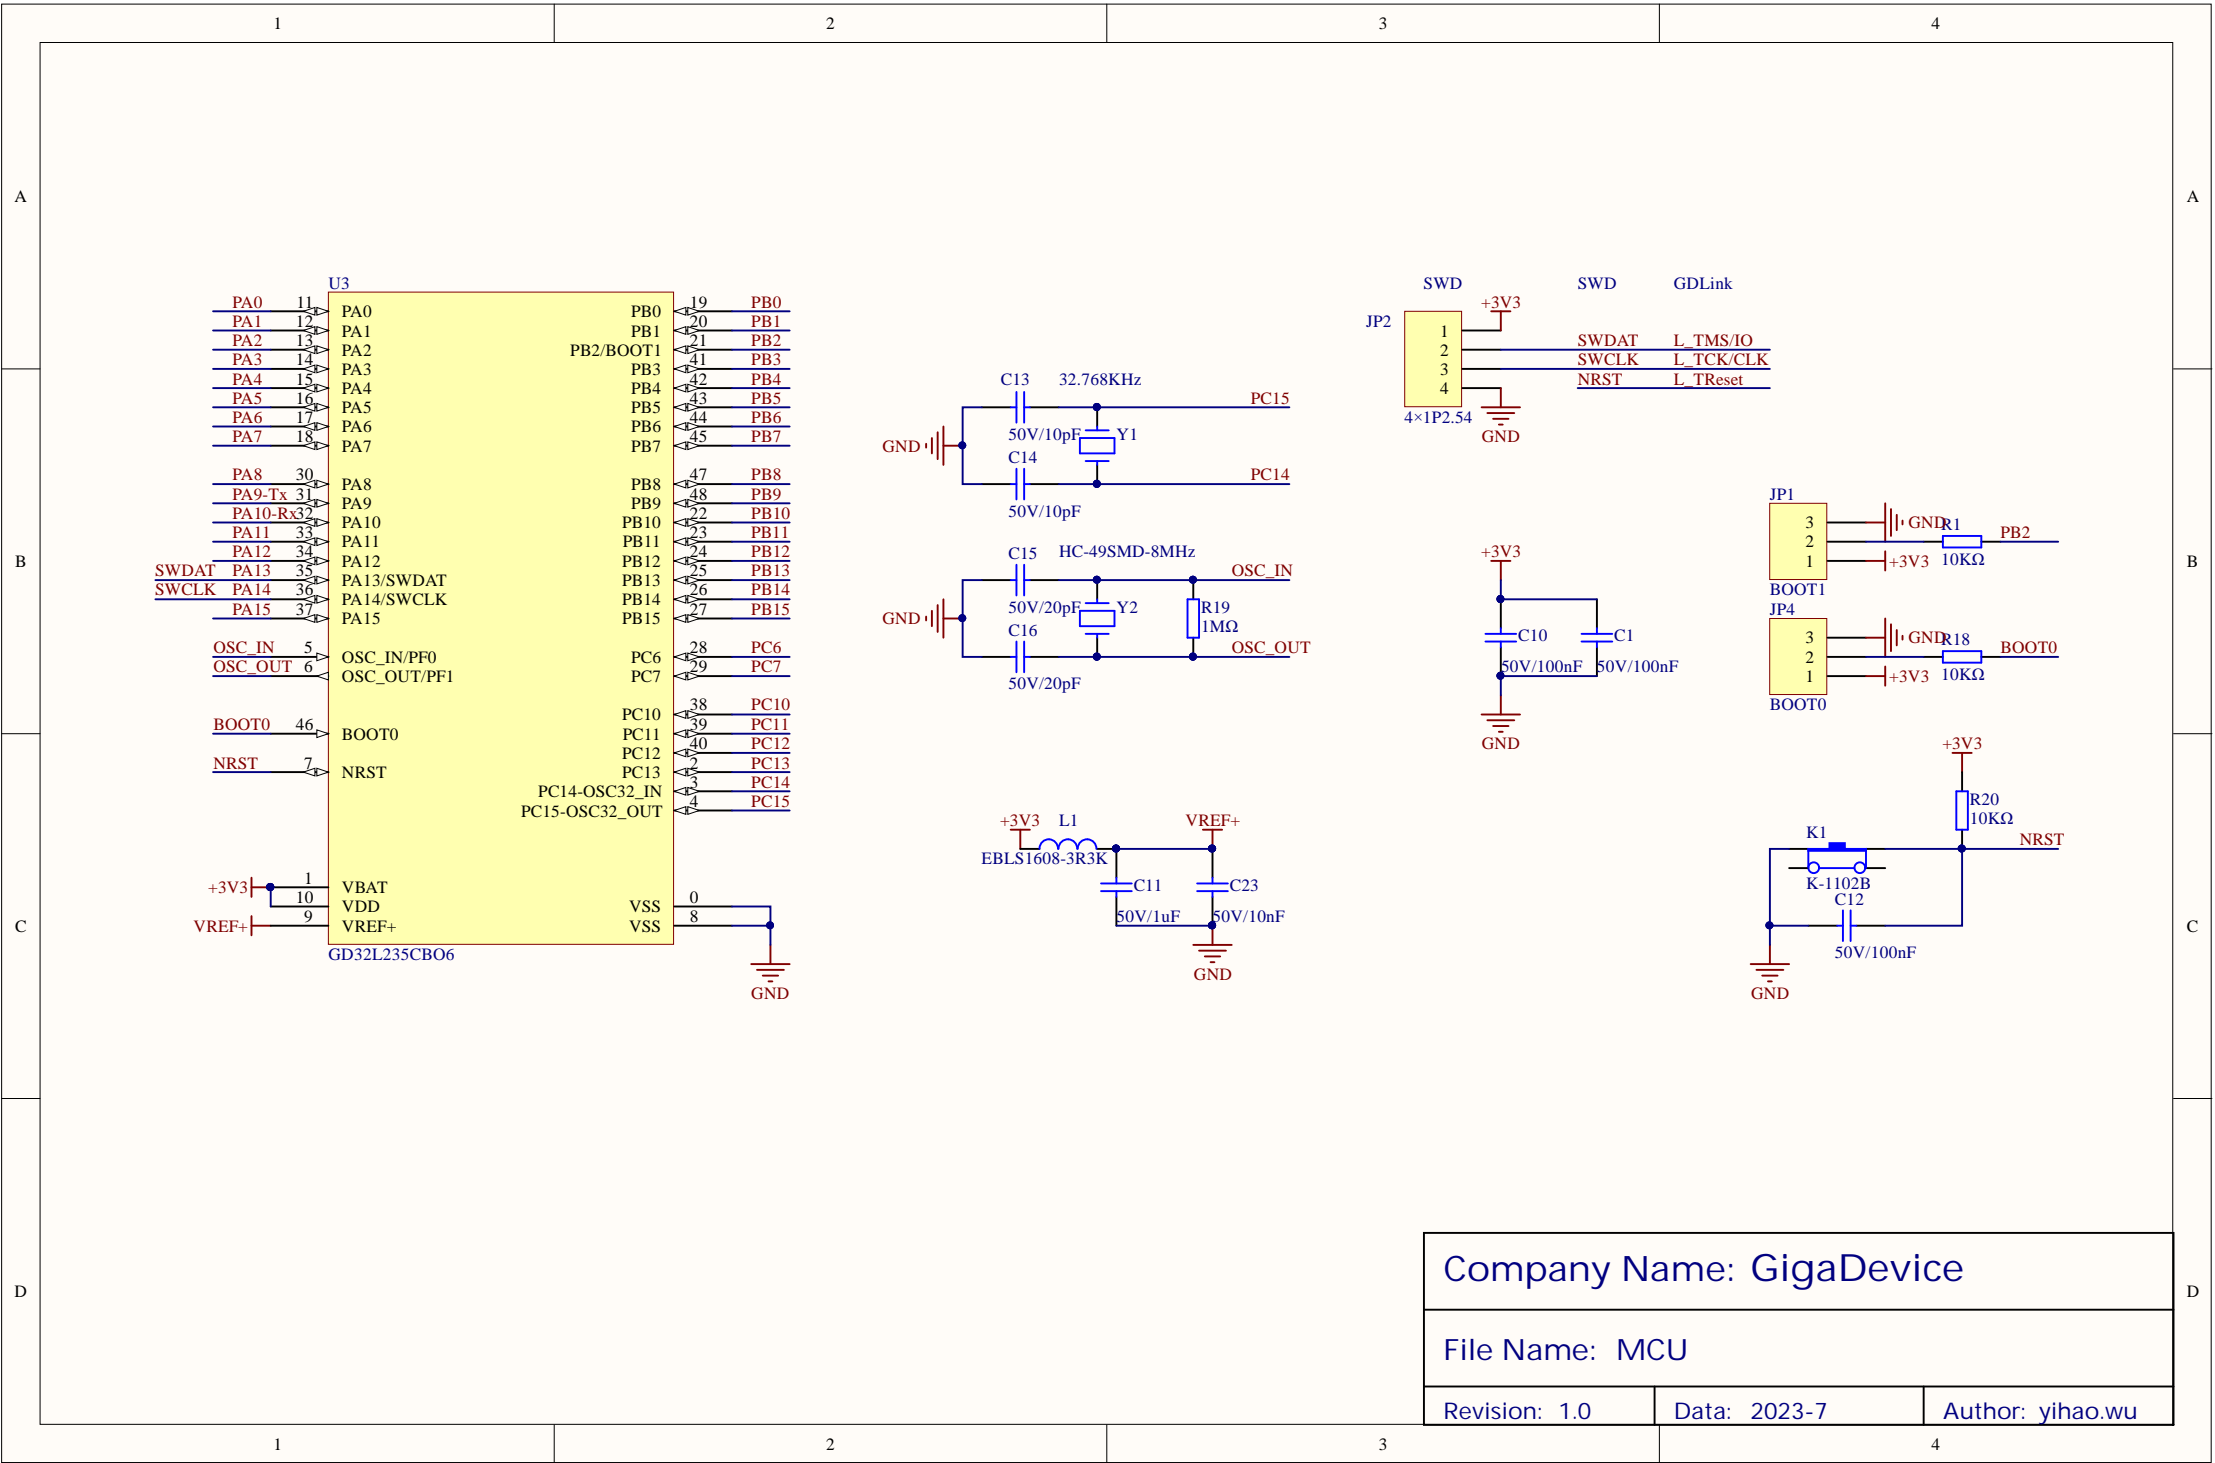 1 2 3 4
A A
B B
C C
D D
U3
PA0 11 PA0
PA1 12 PA1
PA2 13 PA2
PA3 14 PA3
PA4 15 PA4
PA5 16 PA5
PA6 17 PA6
PA7 18 PA7
PA8 30 PA8
PA9-Tx 31 PA9
PA10-Rx 32 PA10
PA11 33 PA11
PA12 34 PA12
SWDAT PA13 35 PA13/SWDAT
SWCLK PA14 36 PA14/SWCLK
PA15 37 PA15
OSC_IN 5 OSC_IN/PF0
OSC_OUT 6 OSC_OUT/PF1
BOOT0 46 BOOT0
NRST 7 NRST
+3V3 1 VBAT
10 VDD
VREF+ 9 VREF+
PB0 19 PB0
PB1 20 PB1
PB2/BOOT1 21 PB2
PB3 41 PB3
PB4 42 PB4
PB5 43 PB5
PB6 44 PB6
PB7 45 PB7
PB8 47 PB8
PB9 48 PB9
PB10 22 PB10
PB11 23 PB11
PB12 24 PB12
PB13 25 PB13
PB14 26 PB14
PB15 27 PB15
PC6 28 PC6
PC7 29 PC7
PC10 38 PC10
PC11 39 PC11
PC12 40 PC12
PC13 2 PC13
PC14-OSC32_IN 3 PC14
PC15-OSC32_OUT 4 PC15
VSS 0
VSS 8
GD32L235CBO6
GND
C13 32.768KHz
PC15
50V/10pF Y1
GND
C14
PC14
50V/10pF
C15 HC-49SMD-8MHz
OSC_IN
50V/20pF Y2 R19
GND
C16 1MΩ
OSC_OUT
50V/20pF
+3V3 L1 VREF+
EBLS1608-3R3K
C11 C23
50V/1uF 50V/10nF
GND
SWD SWD GDLink
+3V3
JP2
1
2 SWDAT L_TMS/IO
3 SWCLK L_TCK/CLK
4 NRST L_TReset
4×1P2.54
GND
+3V3
C10 C1
50V/100nF 50V/100nF
GND
JP1
3 GND R1 PB2
2
1 +3V3 10KΩ
BOOT1
JP4
3 GND R18 BOOT0
2
1 +3V3 10KΩ
BOOT0
+3V3
R20
10KΩ
K1 NRST
K-1102B
C12
50V/100nF
GND
Company Name: GigaDevice
File Name: MCU
Revision: 1.0 Data: 2023-7 Author: yihao.wu
1 2 3 4